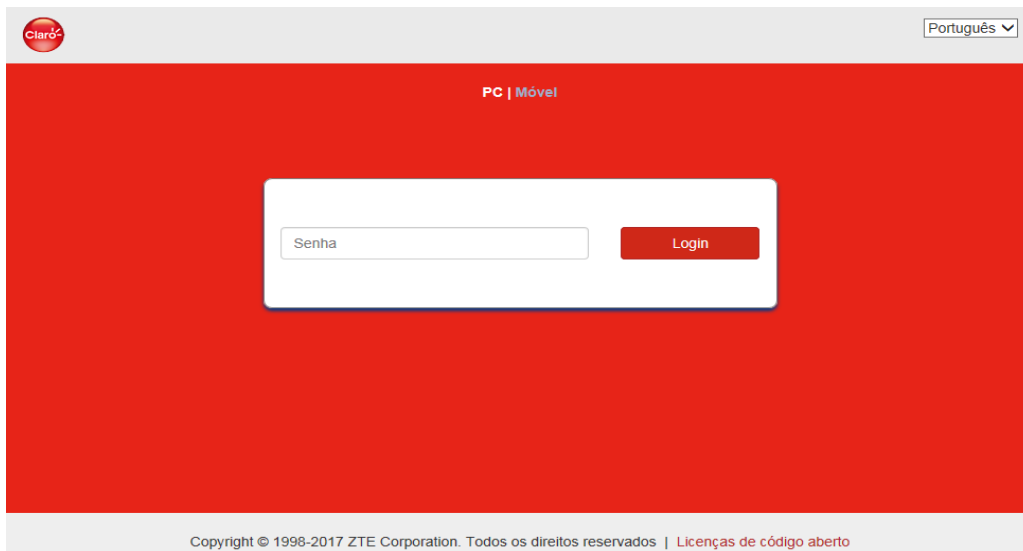 Claro
Português
PC | Móvel
Senha
Login
Copyright © 1998-2017 ZTE Corporation. Todos os direitos reservados | Licenças de código aberto